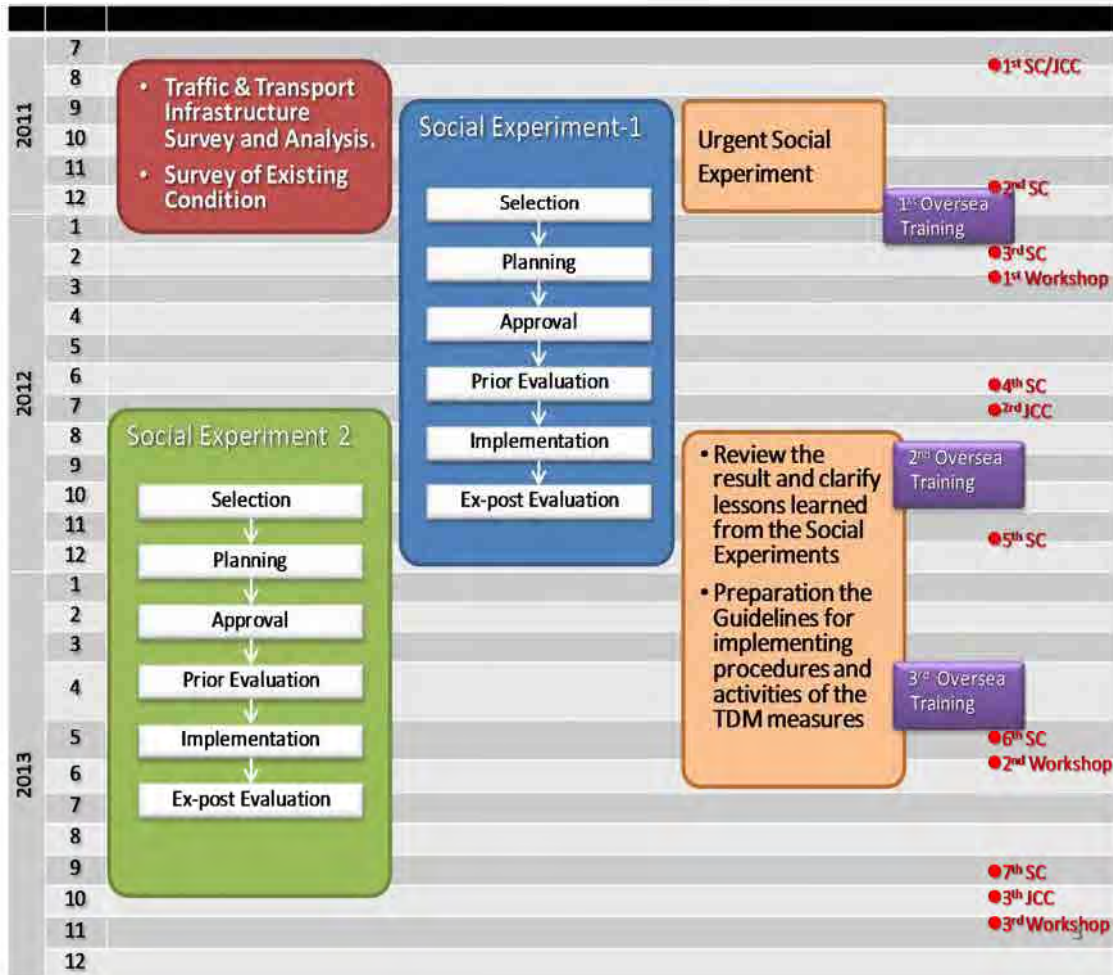 2011
7
8
9
10
11
12
2012
1
2
3
4
5
6
7
8
9
10
11
12
2013
1
2
3
4
5
6
7
8
9
10
11
12
• Traffic & Transport
Infrastructure
Survey and Analysis.
• Survey of Existing
Condition
Social Experiment-1
Selection
Planning
Approval
Prior Evaluation
Implementation
Ex-post Evaluation
Urgent Social
Experiment
1st Oversea
Training
Social Experiment 2
Selection
Planning
Approval
Prior Evaluation
Implementation
Ex-post Evaluation
• Review the
result and clarify
lessons learned
from the Social
Experiments
• Preparation the
Guidelines for
implementing
procedures and
activities of the
TDM measures
2nd Oversea
Training
3rd Oversea
Training
1st SC/JCC
2nd SC
3rd SC
1st Workshop
4th SC
2rd JCC
5th SC
6th SC
2nd Workshop
7th SC
3th JCC
3rd Workshop
3